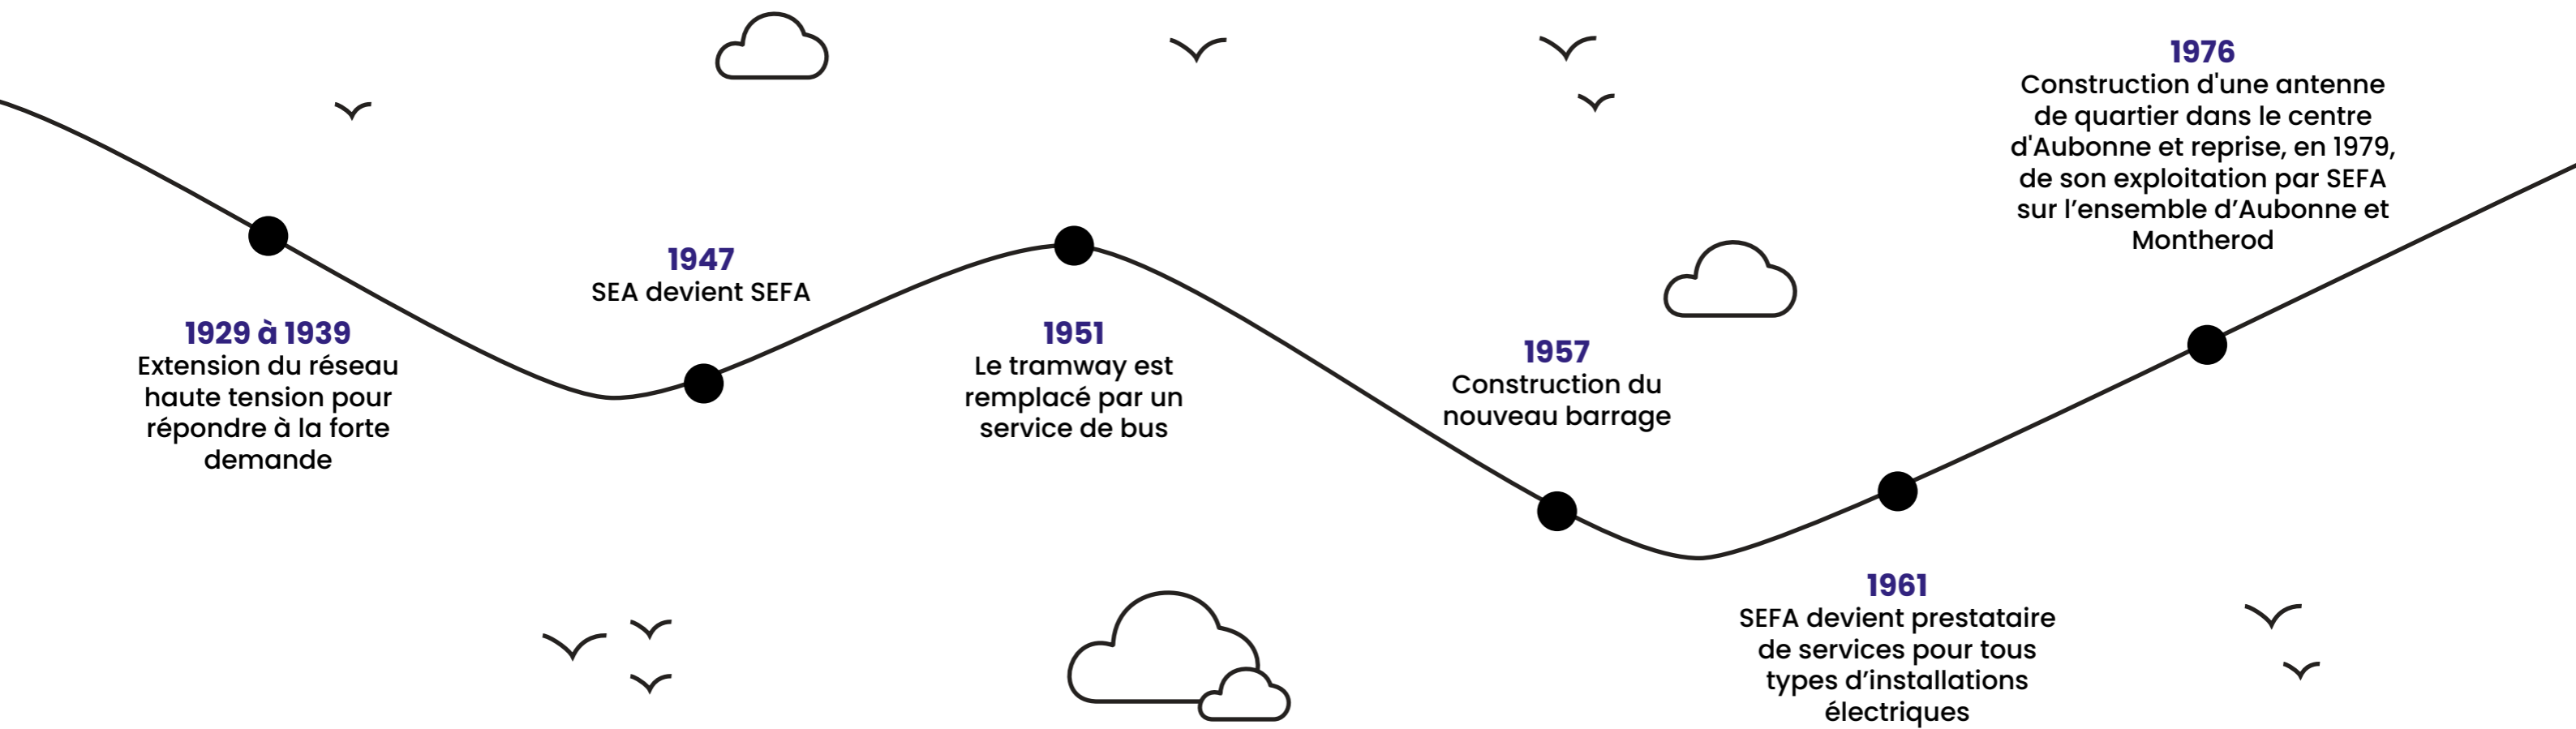 1929 à 1939
Extension du réseau
haute tension pour
répondre à la forte
demande
1947
SEA devient SEFA
1951
Le tramway est
remplacé par un
service de bus
1957
Construction du
nouveau barrage
1961
SEFA devient prestataire
de services pour tous
types d’installations
électriques
1976
Construction d'une antenne
de quartier dans le centre
d'Aubonne et reprise, en 1979,
de son exploitation par SEFA
sur l’ensemble d’Aubonne et
Montherod